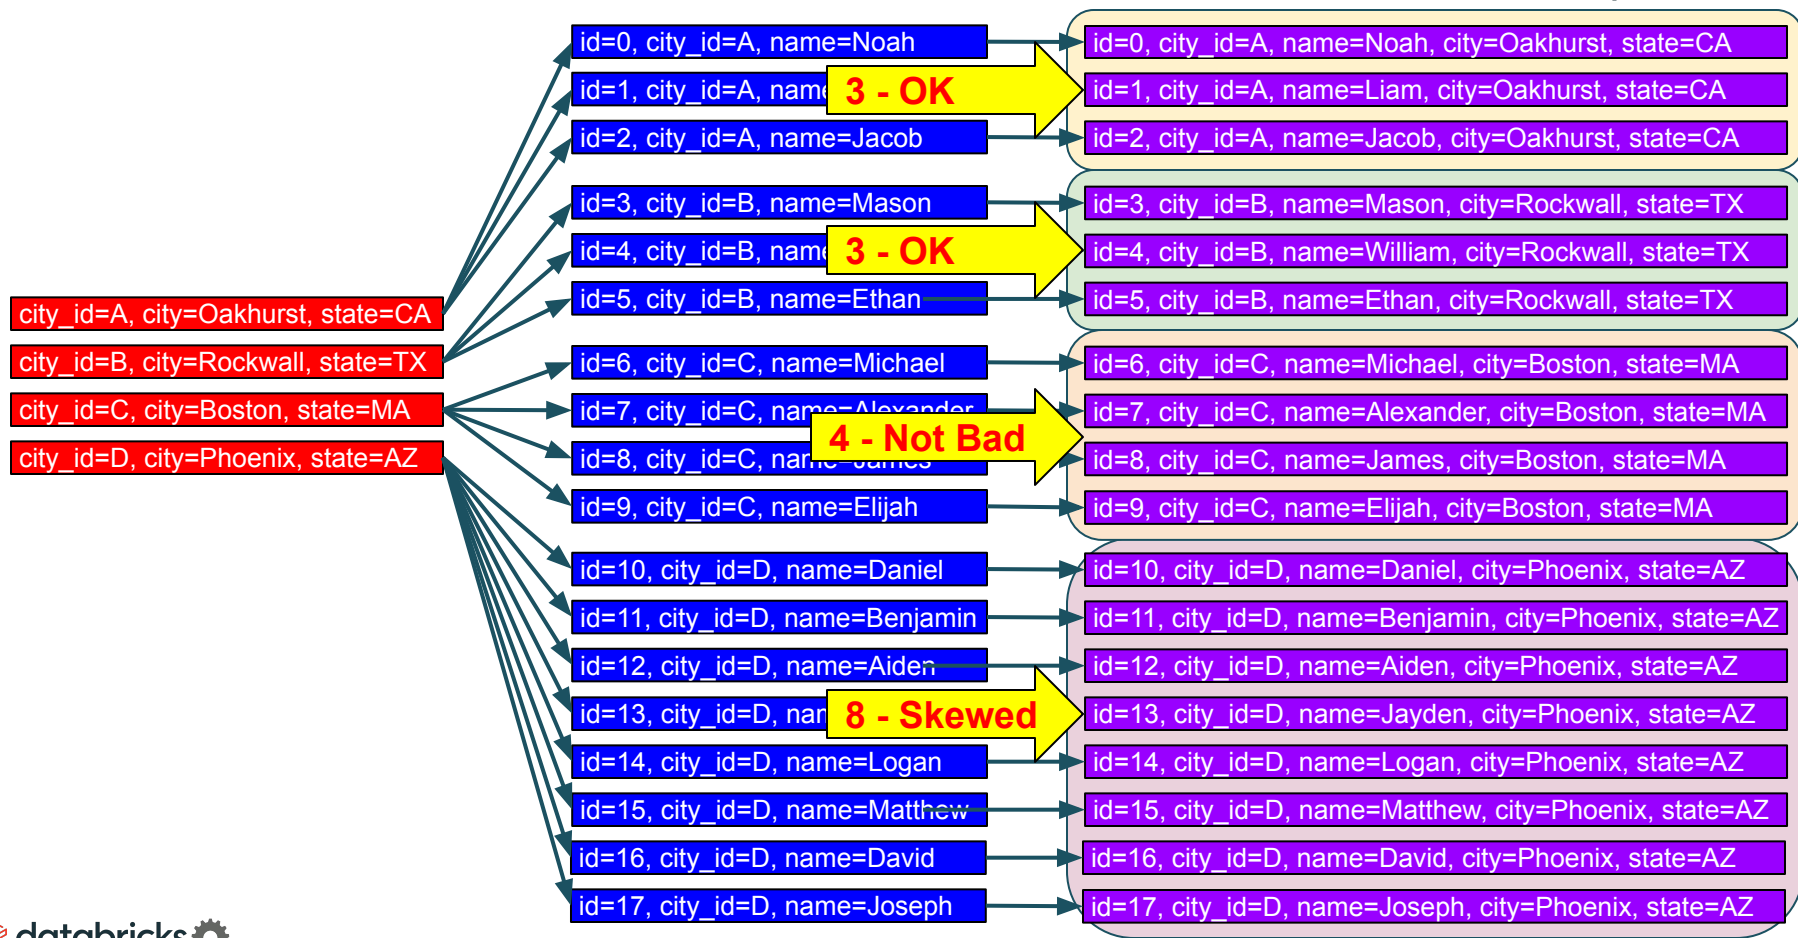 city_id=A, city=Oakhurst, state=CA
city_id=B, city=Rockwall, state=TX
city_id=C, city=Boston, state=MA
city_id=D, city=Phoenix, state=AZ
id=0, city_id=A, name=Noah
id=1, city_id=A,
id=2, city_id=A, name=Jacob
id=3, city_id=B, name=Mason
id=4, city_id=B,
id=5, city_id=B, name=Ethan
id=6, city_id=C, name=Michael
id=7, city_id=C, name=Alexander
id=8, city_id=C, name=James
id=9, city_id=C, name=Elijah
id=10, city_id=D, name=Daniel
id=11, city_id=D, name=Benjamin
id=12, city_id=D, name=Aiden
id=13, city_id=D,
id=14, city_id=D, name=Logan
id=15, city_id=D, name=Matthew
id=16, city_id=D, name=David
id=17, city_id=D, name=Joseph
3 - OK
3 - OK
4 - Not Bad
8 - Skewed
id=0, city_id=A, name=Noah, city=Oakhurst, state=CA
id=1, city_id=A, name=Liam, city=Oakhurst, state=CA
id=2, city_id=A, name=Jacob, city=Oakhurst, state=CA
id=3, city_id=B, name=Mason, city=Rockwall, state=TX
id=4, city_id=B, name=William, city=Rockwall, state=TX
id=5, city_id=B, name=Ethan, city=Rockwall, state=TX
id=6, city_id=C, name=Michael, city=Boston, state=MA
id=7, city_id=C, name=Alexander, city=Boston, state=MA
id=8, city_id=C, name=James, city=Boston, state=MA
id=9, city_id=C, name=Elijah, city=Boston, state=MA
id=10, city_id=D, name=Daniel, city=Phoenix, state=AZ
id=11, city_id=D, name=Benjamin, city=Phoenix, state=AZ
id=12, city_id=D, name=Aiden, city=Phoenix, state=AZ
id=13, city_id=D, name=Jayden, city=Phoenix, state=AZ
id=14, city_id=D, name=Logan, city=Phoenix, state=AZ
id=15, city_id=D, name=Matthew, city=Phoenix, state=AZ
id=16, city_id=D, name=David, city=Phoenix, state=AZ
id=17, city_id=D, name=Joseph, city=Phoenix, state=AZ
databricks